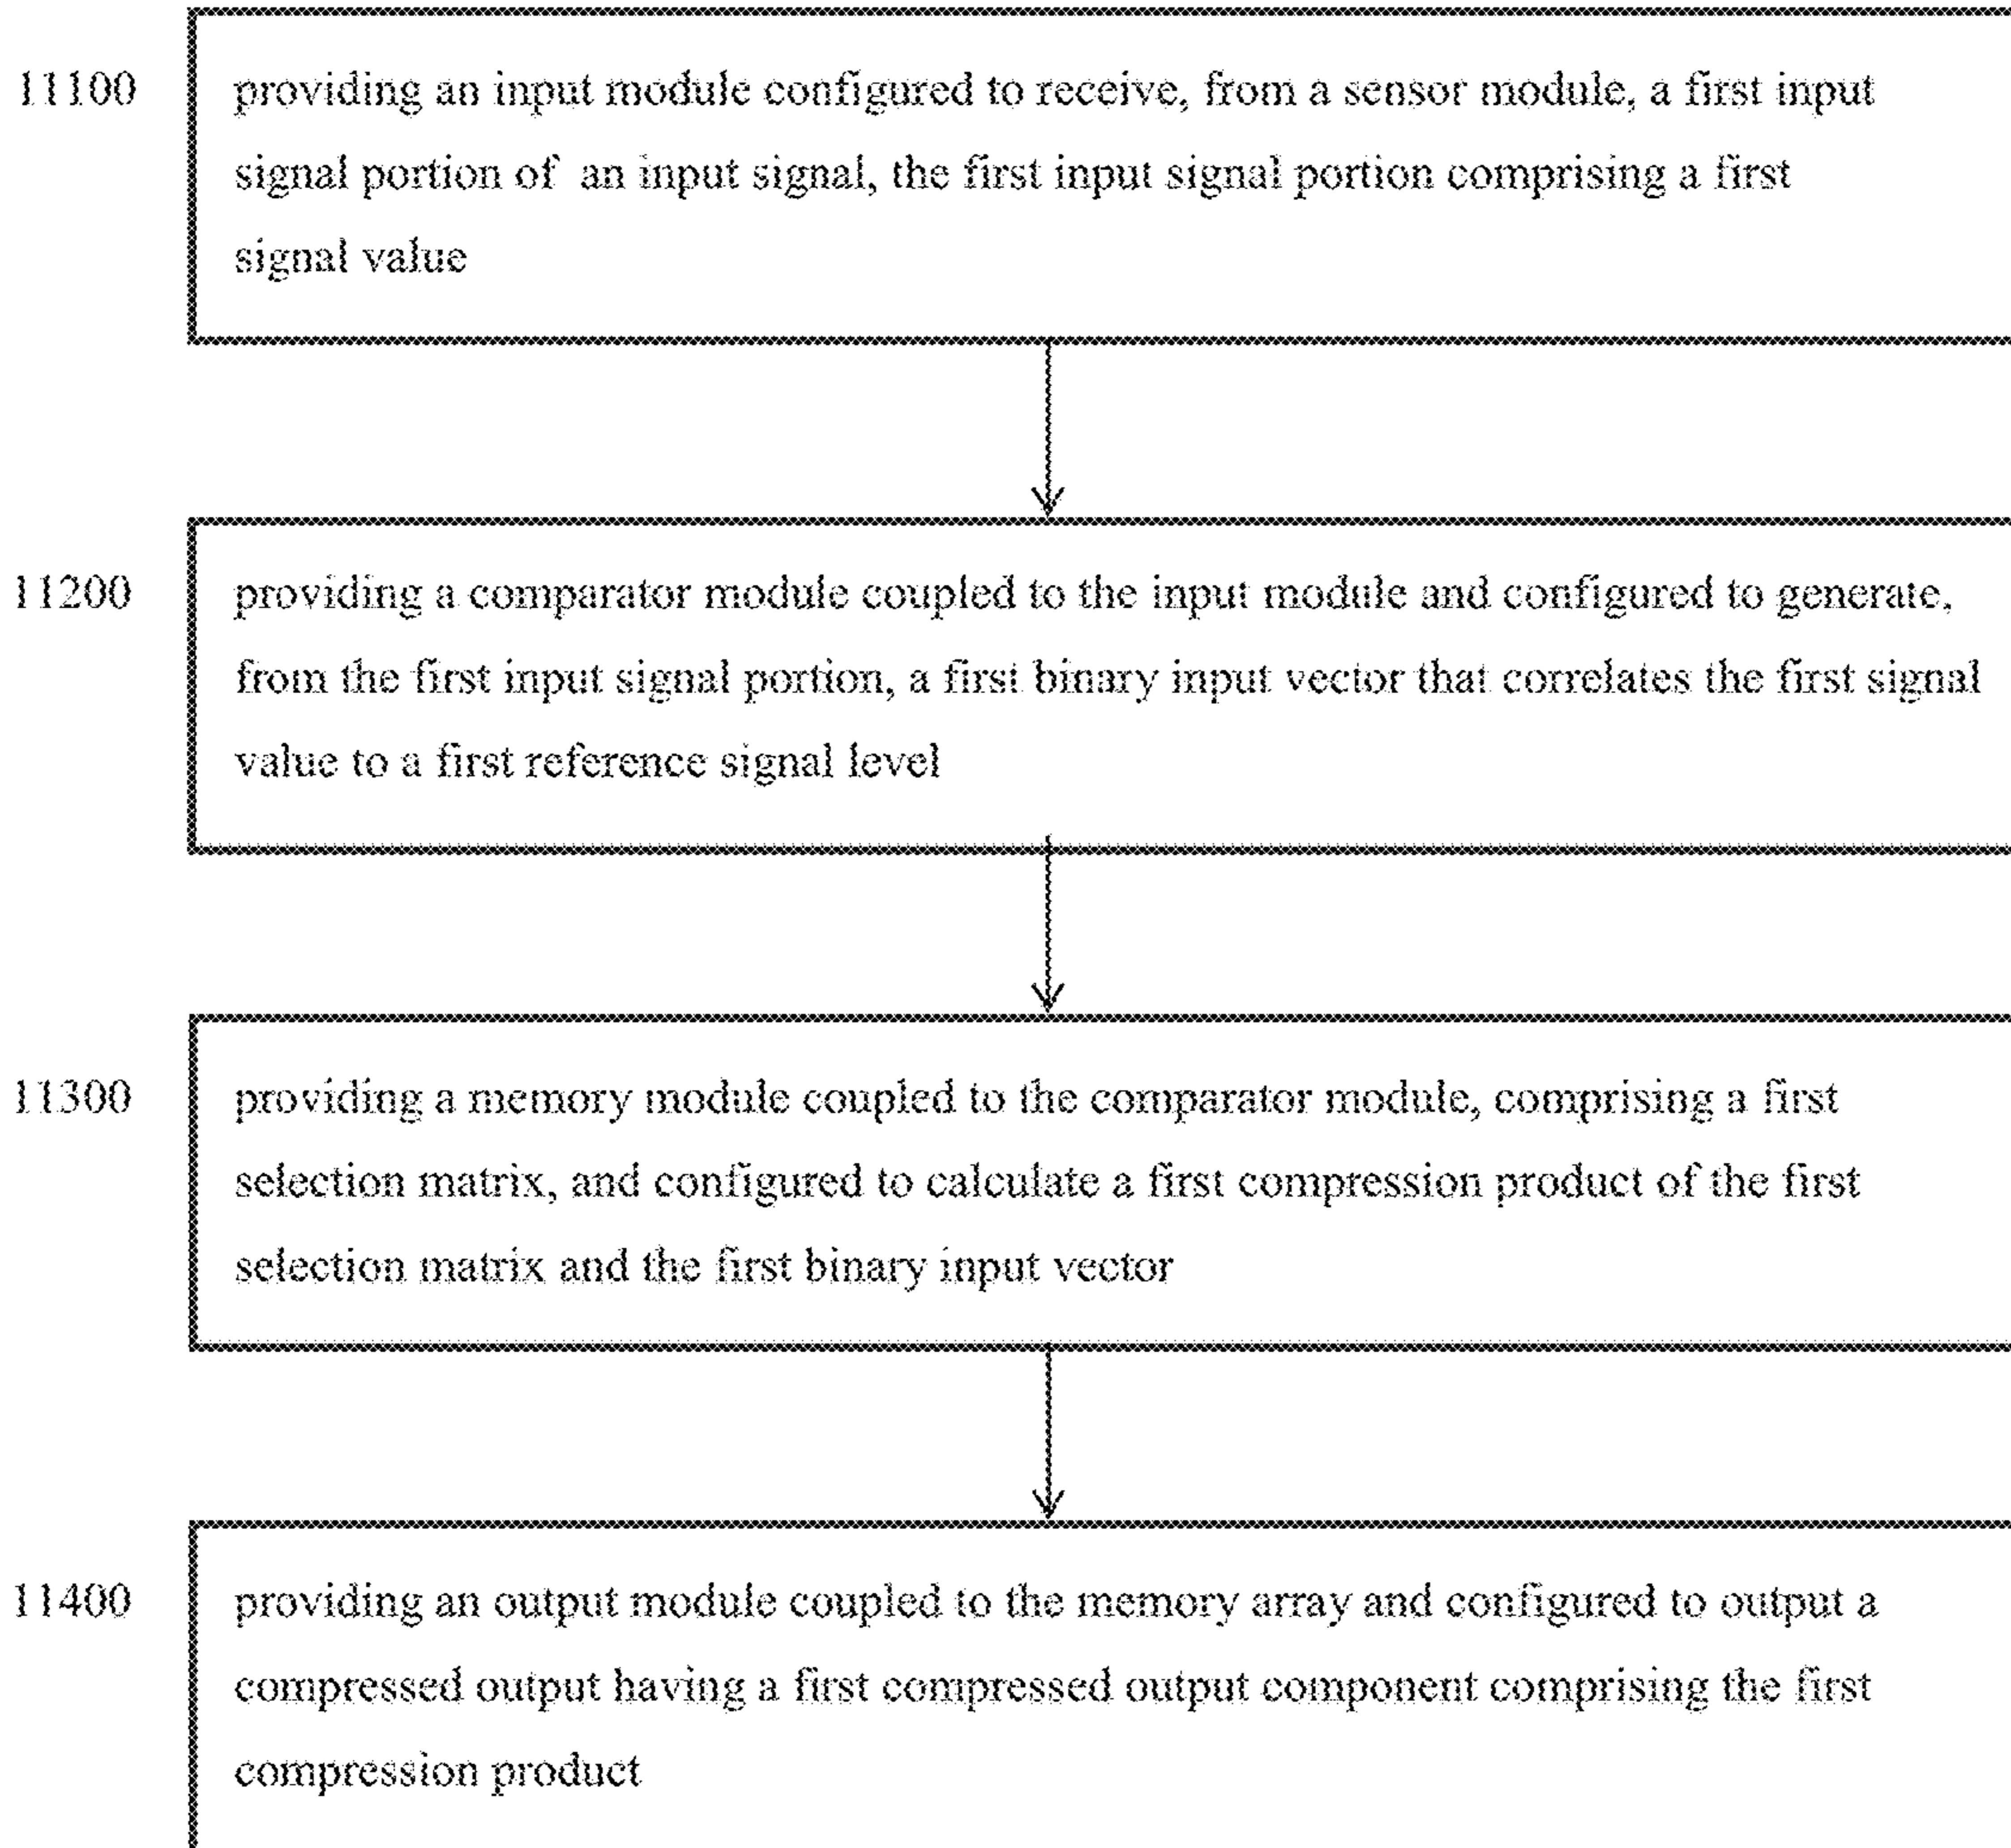 11100
providing an input module configured to receive, from a sensor module, a first input
signal portion of an input signal, the first input signal portion comprising a first
signal value
11200
providing a comparator module coupled to the input module and configured to generate,
from the first input signal portion, a first binary input vector that correlates the first signal
value to a first reference signal level
11300
providing a memory module coupled to the comparator module, comprising a first
selection matrix, and configured to calculate a first compression product of the first
selection matrix and the first binary input vector
11400
providing an output module coupled to the memory array and configured to output a
compressed output having a first compressed output component comprising the first
compression product